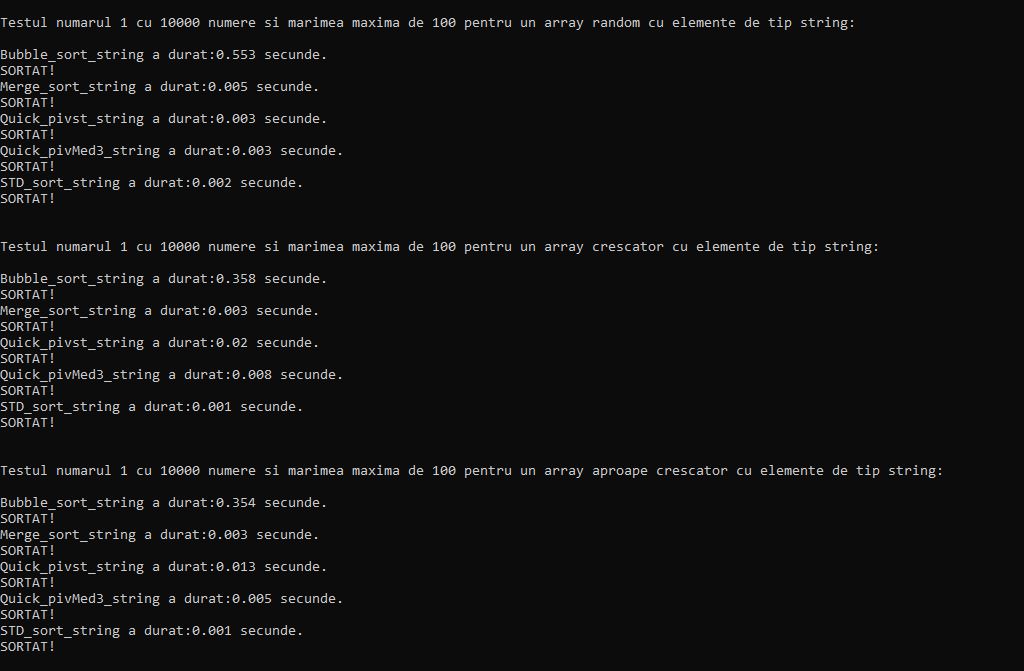 Testul numarul 1 cu 10000 numere si marimea maxima de 100 pentru un array random cu elemente de tip string:
Bubble_sort_string a durat:0.553 secunde.
SORTAT!
Merge_sort_string a durat:0.005 secunde.
SORTAT!
Quick_pivst_string a durat:0.003 secunde.
SORTAT!
Quick_pivMed3_string a durat:0.003 secunde.
SORTAT!
STD_sort_string a durat:0.002 secunde.
SORTAT!
Testul numarul 1 cu 10000 numere si marimea maxima de 100 pentru un array crescator cu elemente de tip string:
Bubble_sort_string a durat:0.358 secunde.
SORTAT!
Merge_sort_string a durat:0.003 secunde.
SORTAT!
Quick_pivst_string a durat:0.02 secunde.
SORTAT!
Quick_pivMed3_string a durat:0.008 secunde.
SORTAT!
STD_sort_string a durat:0.001 secunde.
SORTAT!
Testul numarul 1 cu 10000 numere si marimea maxima de 100 pentru un array aproape crescator cu elemente de tip string:
Bubble_sort_string a durat:0.354 secunde.
SORTAT!
Merge_sort_string a durat:0.003 secunde.
SORTAT!
Quick_pivst_string a durat:0.013 secunde.
SORTAT!
Quick_pivMed3_string a durat:0.005 secunde.
SORTAT!
STD_sort_string a durat:0.001 secunde.
SORTAT!